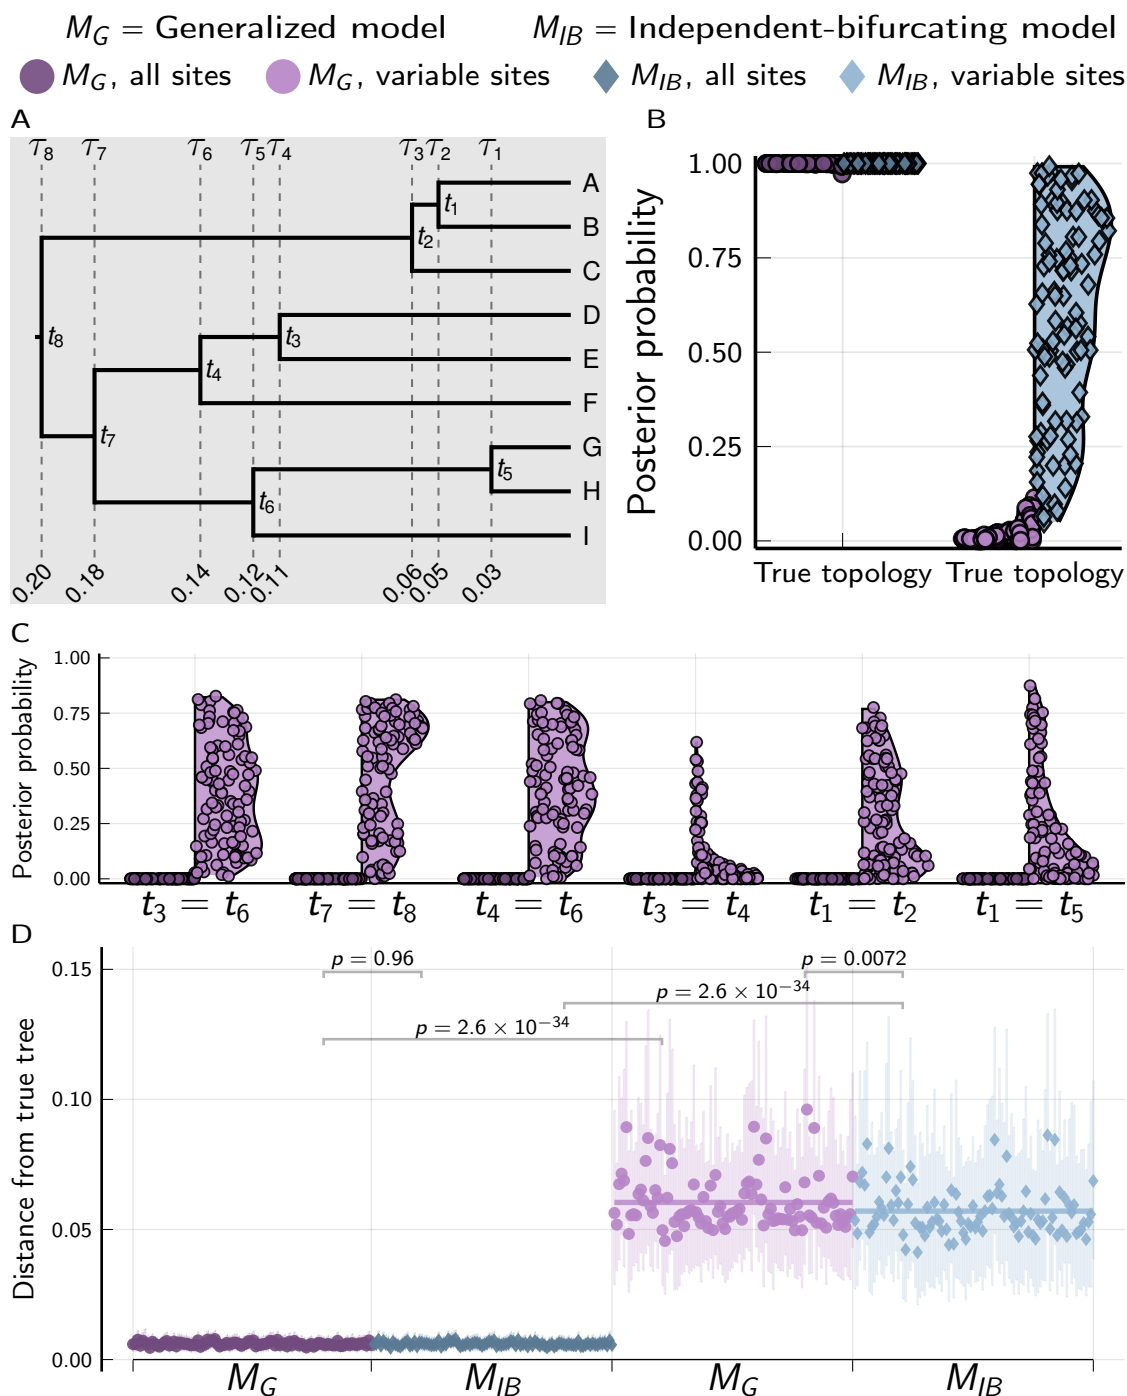 M_G = Generalized model M_IB = Independent-bifurcating model
M_G, all sites M_G, variable sites M_IB, all sites M_IB, variable sites
A
τ8 τ7 τ6 τ5 τ4 τ3 τ2 τ1
A
t1
B
t2
C
D
t8
t3
E
t4
F
t7
G
t5
H
t6
I
0.20 0.18 0.14 0.12 0.11 0.06 0.05 0.03
B
Posterior probability
1.00
0.75
0.50
0.25
0.00
True topology True topology
C
Posterior probability
1.00
0.75
0.50
0.25
0.00
t3 = t6 t7 = t8 t4 = t6 t3 = t4 t1 = t2 t1 = t5
D
Distance from true tree
0.15
0.10
0.05
0.00
p = 0.96 p = 0.0072
p = 2.6 × 10⁻³⁴
p = 2.6 × 10⁻³⁴
M_G M_IB M_G M_IB